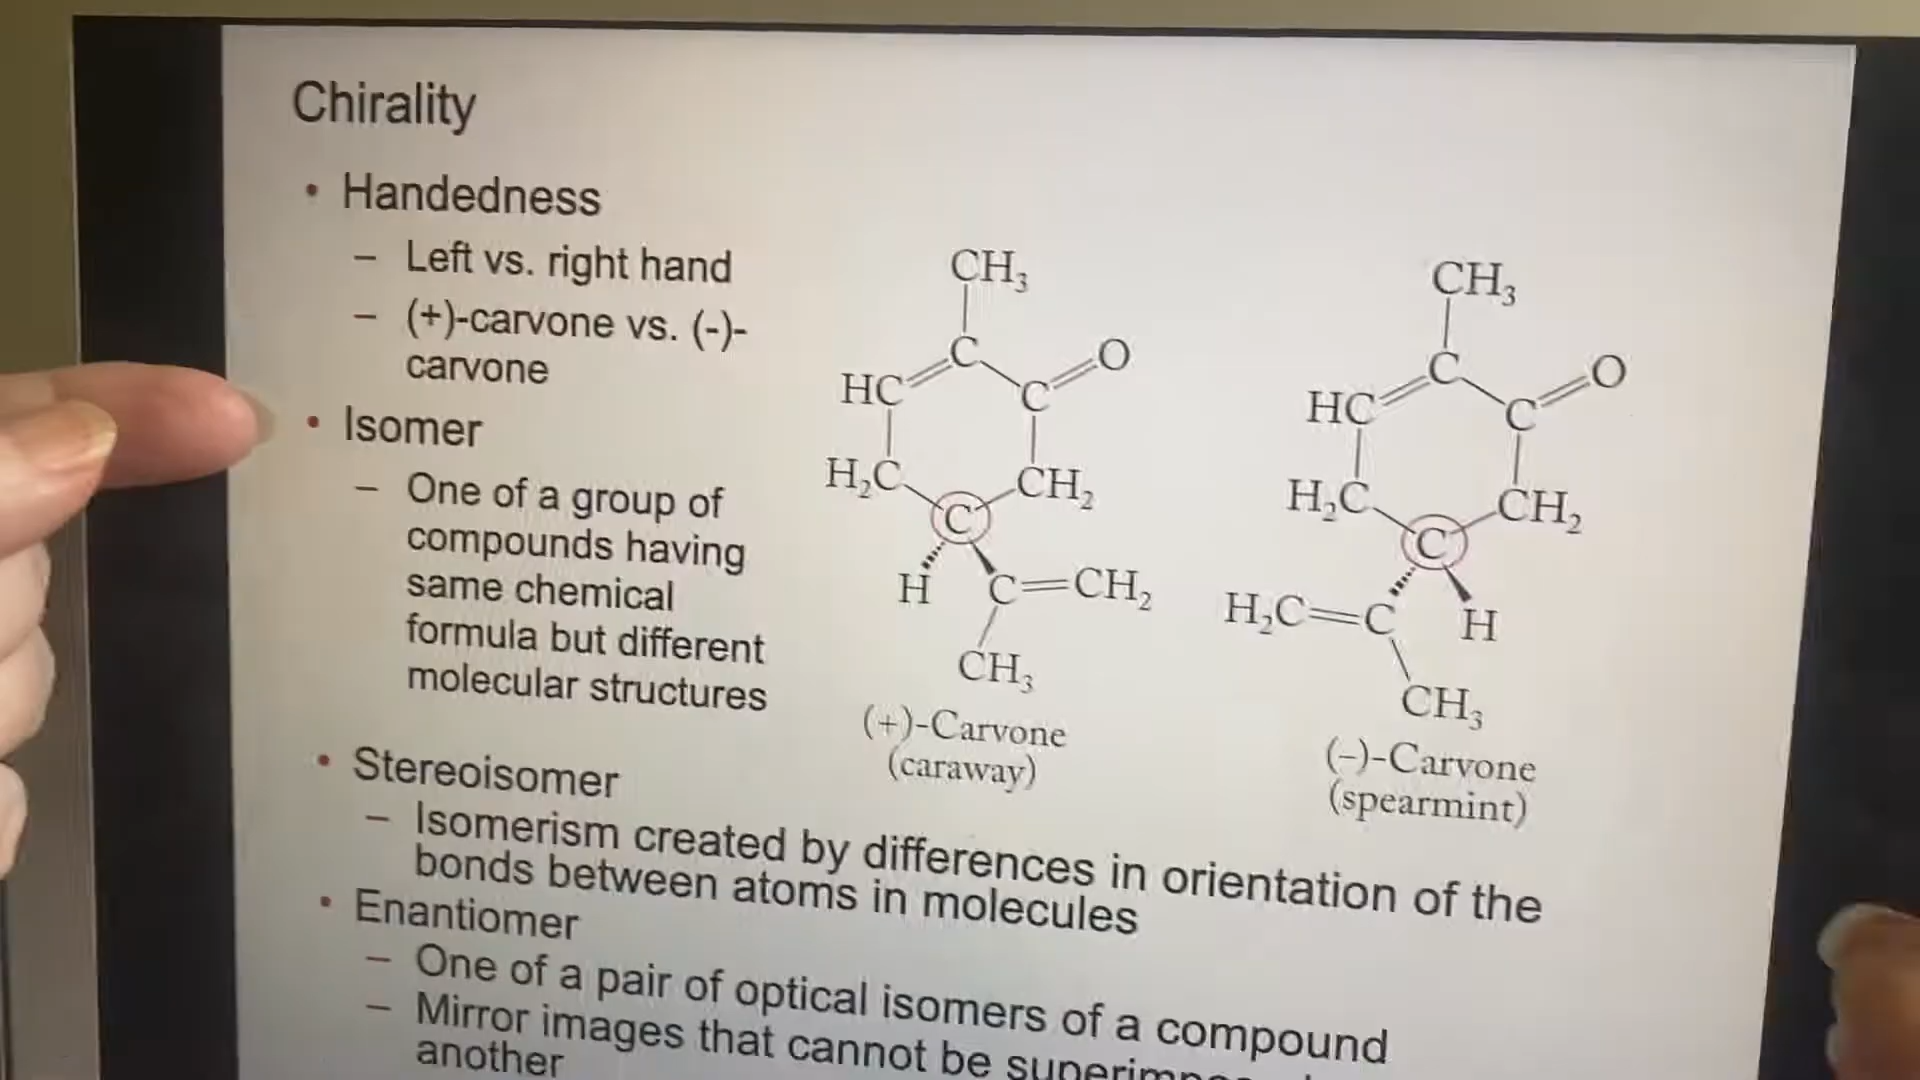 Chirality
• Handedness
– Left vs. right hand
– (+)-carvone vs. (-)-
carvone
• Isomer
– One of a group of
compounds having
same chemical
formula but different
molecular structures
CH₃
C
O
HC
C
H₂C
CH₂
C
H
C=CH₂
CH₃
(+)-Carvone
(caraway)
CH₃
C
O
HC
C
H₂C
CH₂
C
H₂C=C
H
CH₃
(–)-Carvone
(spearmint)
• Stereoisomer
– Isomerism created by differences in orientation of the
bonds between atoms in molecules
• Enantiomer
– One of a pair of optical isomers of a compound
– Mirror images that cannot be
another